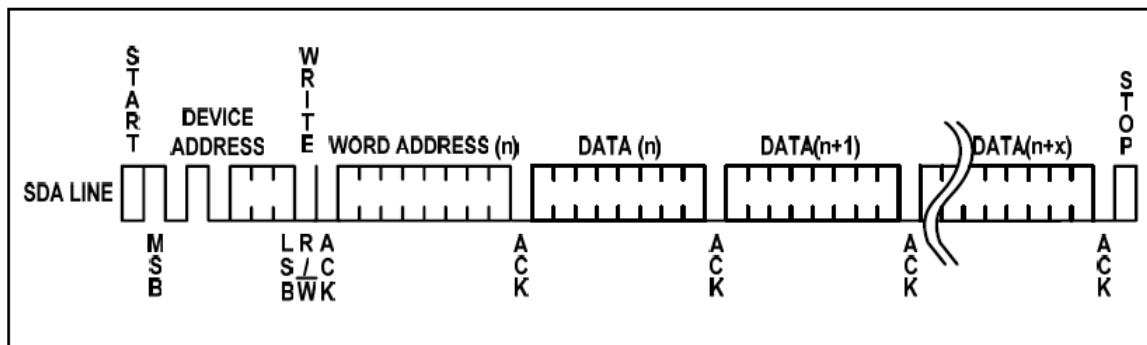 START
WRITE
STOP
DEVICE
ADDRESS
WORD ADDRESS (n)
DATA (n)
DATA(n+1)
DATA(n+x)
SDA LINE
MSB
LSB
R/W
ACK
ACK
ACK
ACK
ACK